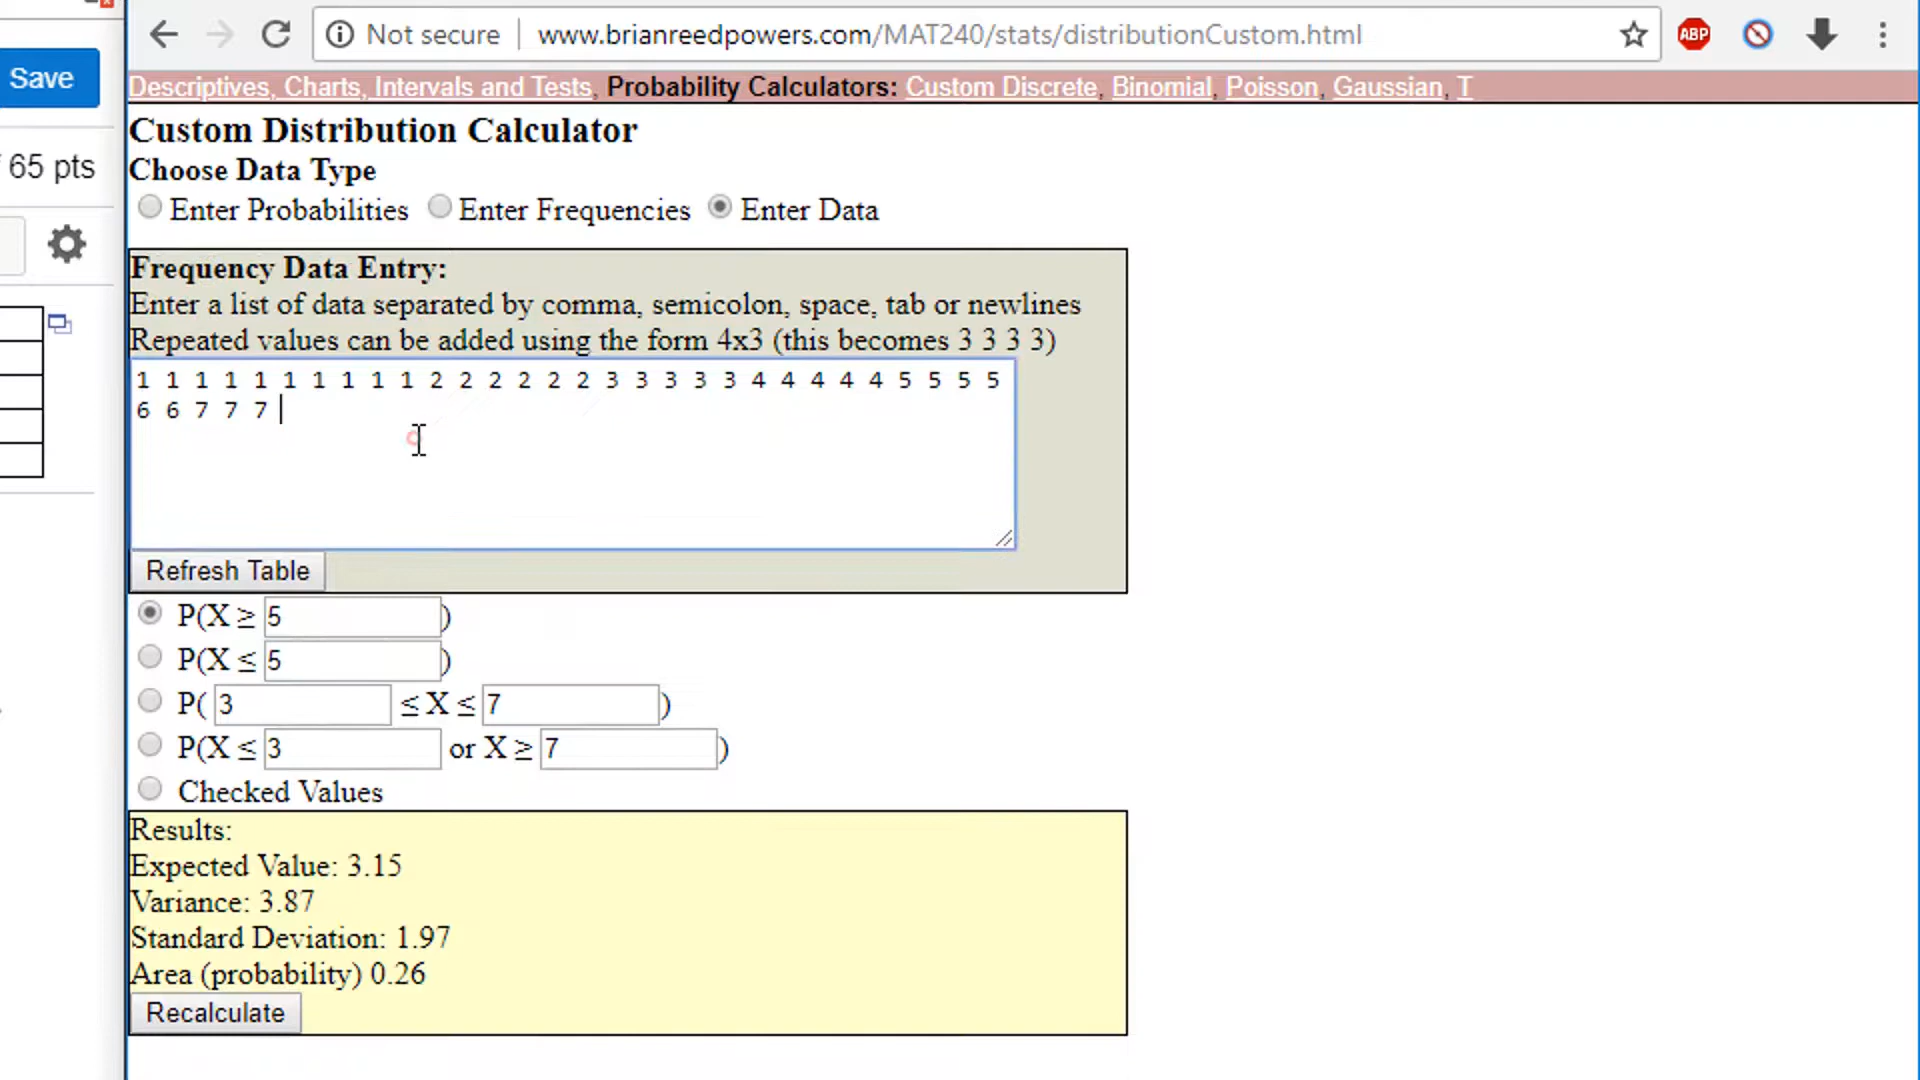 Not secure www.brianreedpowers.com/MAT240/stats/distributionCustom.html
ABP
Save
Descriptives, Charts, Intervals and Tests, Probability Calculators: Custom Discrete, Binomial, Poisson, Gaussian, T
Custom Distribution Calculator
65 pts
Choose Data Type
Enter Probabilities Enter Frequencies Enter Data
Frequency Data Entry:
Enter a list of data separated by comma, semicolon, space, tab or newlines
Repeated values can be added using the form 4x3 (this becomes 3 3 3 3)
1 1 1 1 1 1 1 1 1 1 2 2 2 2 2 2 3 3 3 3 3 4 4 4 4 4 5 5 5 5
6 6 7 7 7
Refresh Table
P(X ≥ 5 )
P(X ≤ 5 )
P( 3 ≤ X ≤ 7 )
P(X ≤ 3 or X ≥ 7 )
Checked Values
Results:
Expected Value: 3.15
Variance: 3.87
Standard Deviation: 1.97
Area (probability) 0.26
Recalculate